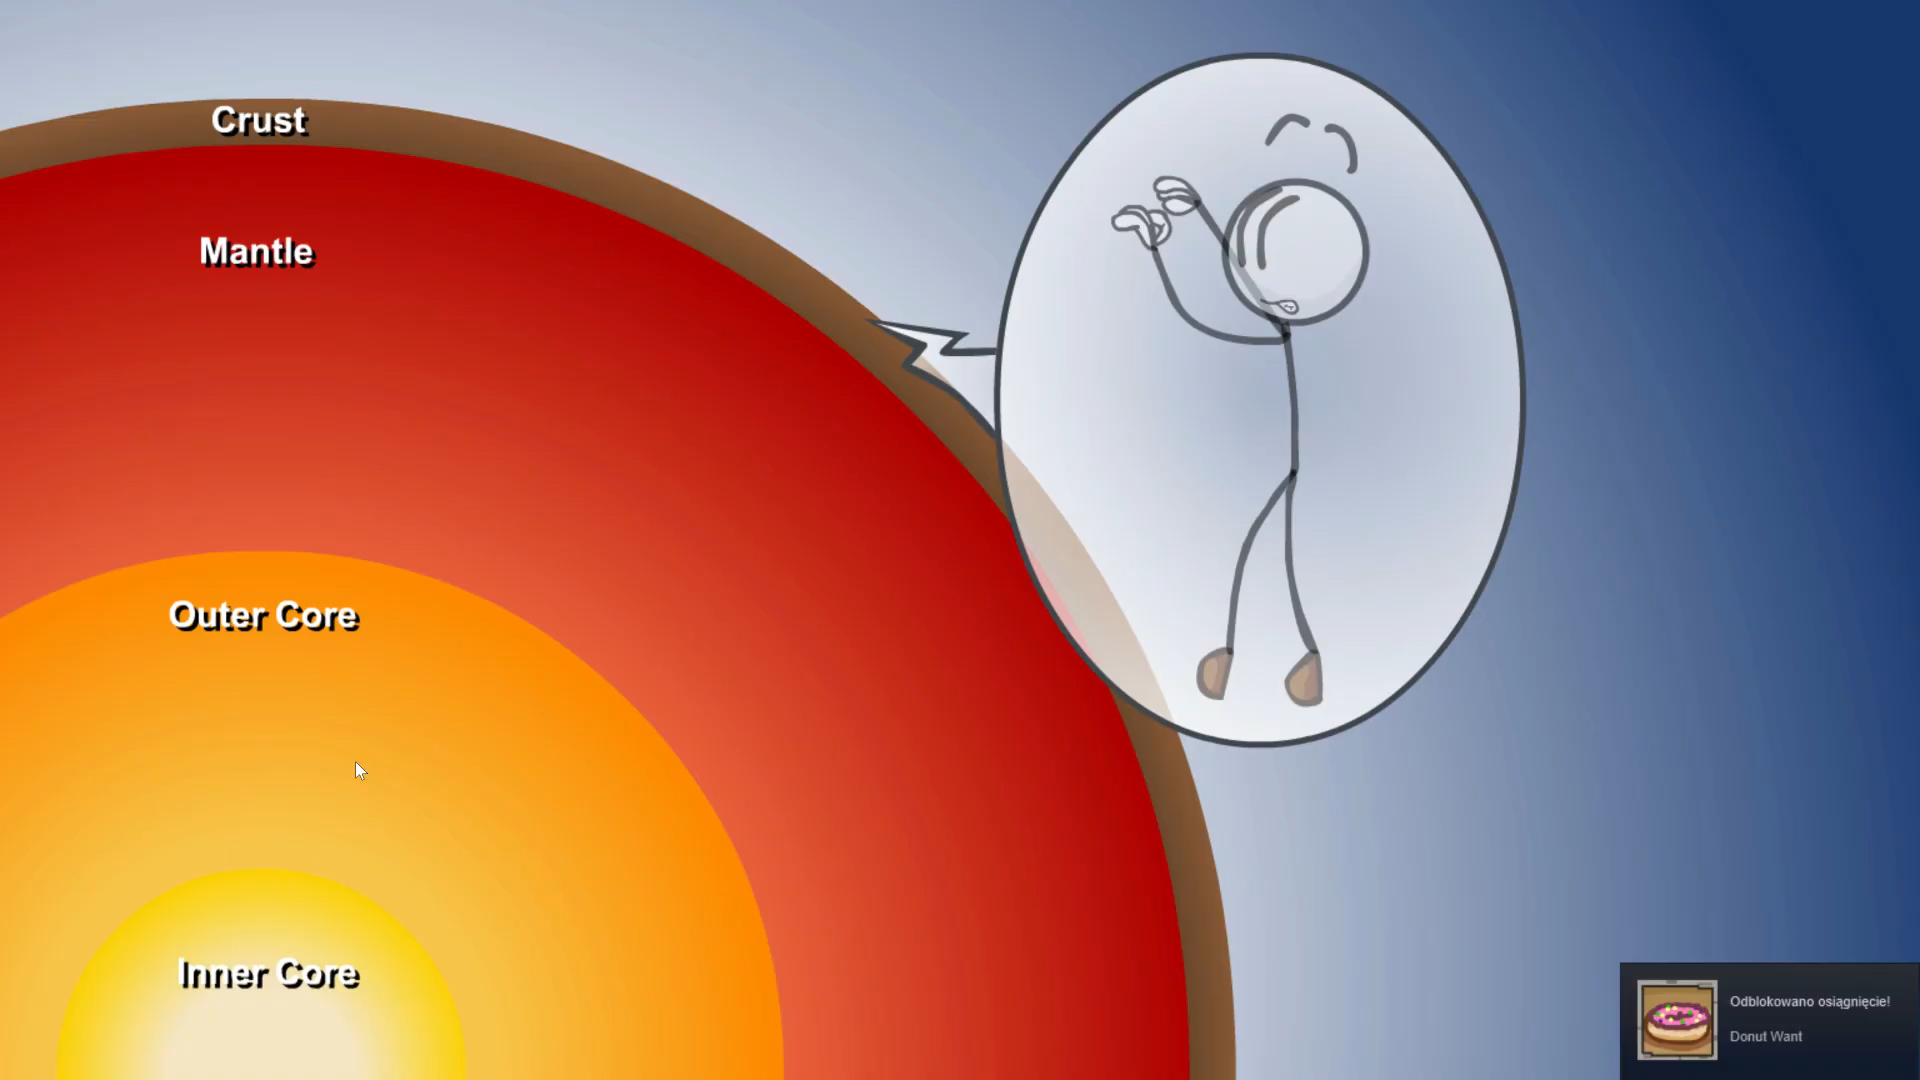 Crust
Mantle
Outer Core
Inner Core
Odblokowano osiągnięcie!
Donut Want